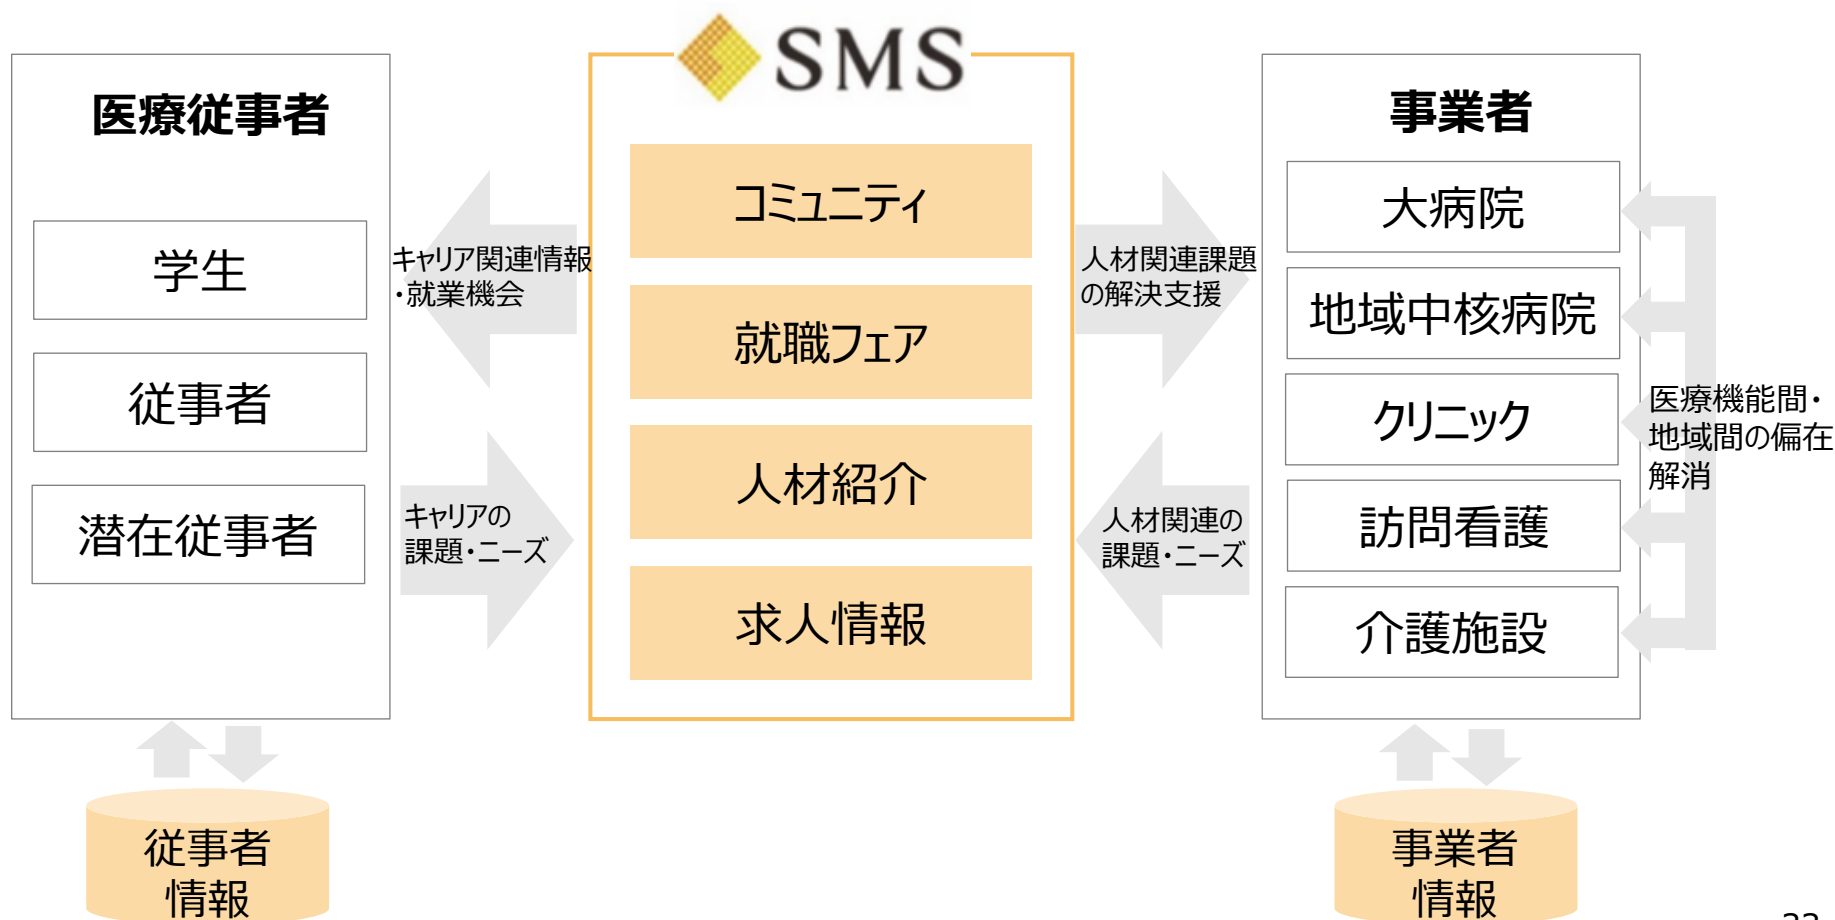 SMS
医療従事者
学生
従事者
潜在従事者
キャリア関連情報
・就業機会
キャリアの
課題・ニーズ
コミュニティ
就職フェア
人材紹介
求人情報
人材関連課題
の解決支援
人材関連の
課題・ニーズ
事業者
大病院
地域中核病院
クリニック
訪問看護
介護施設
医療機能間・
地域間の偏在
解消
従事者
情報
事業者
情報